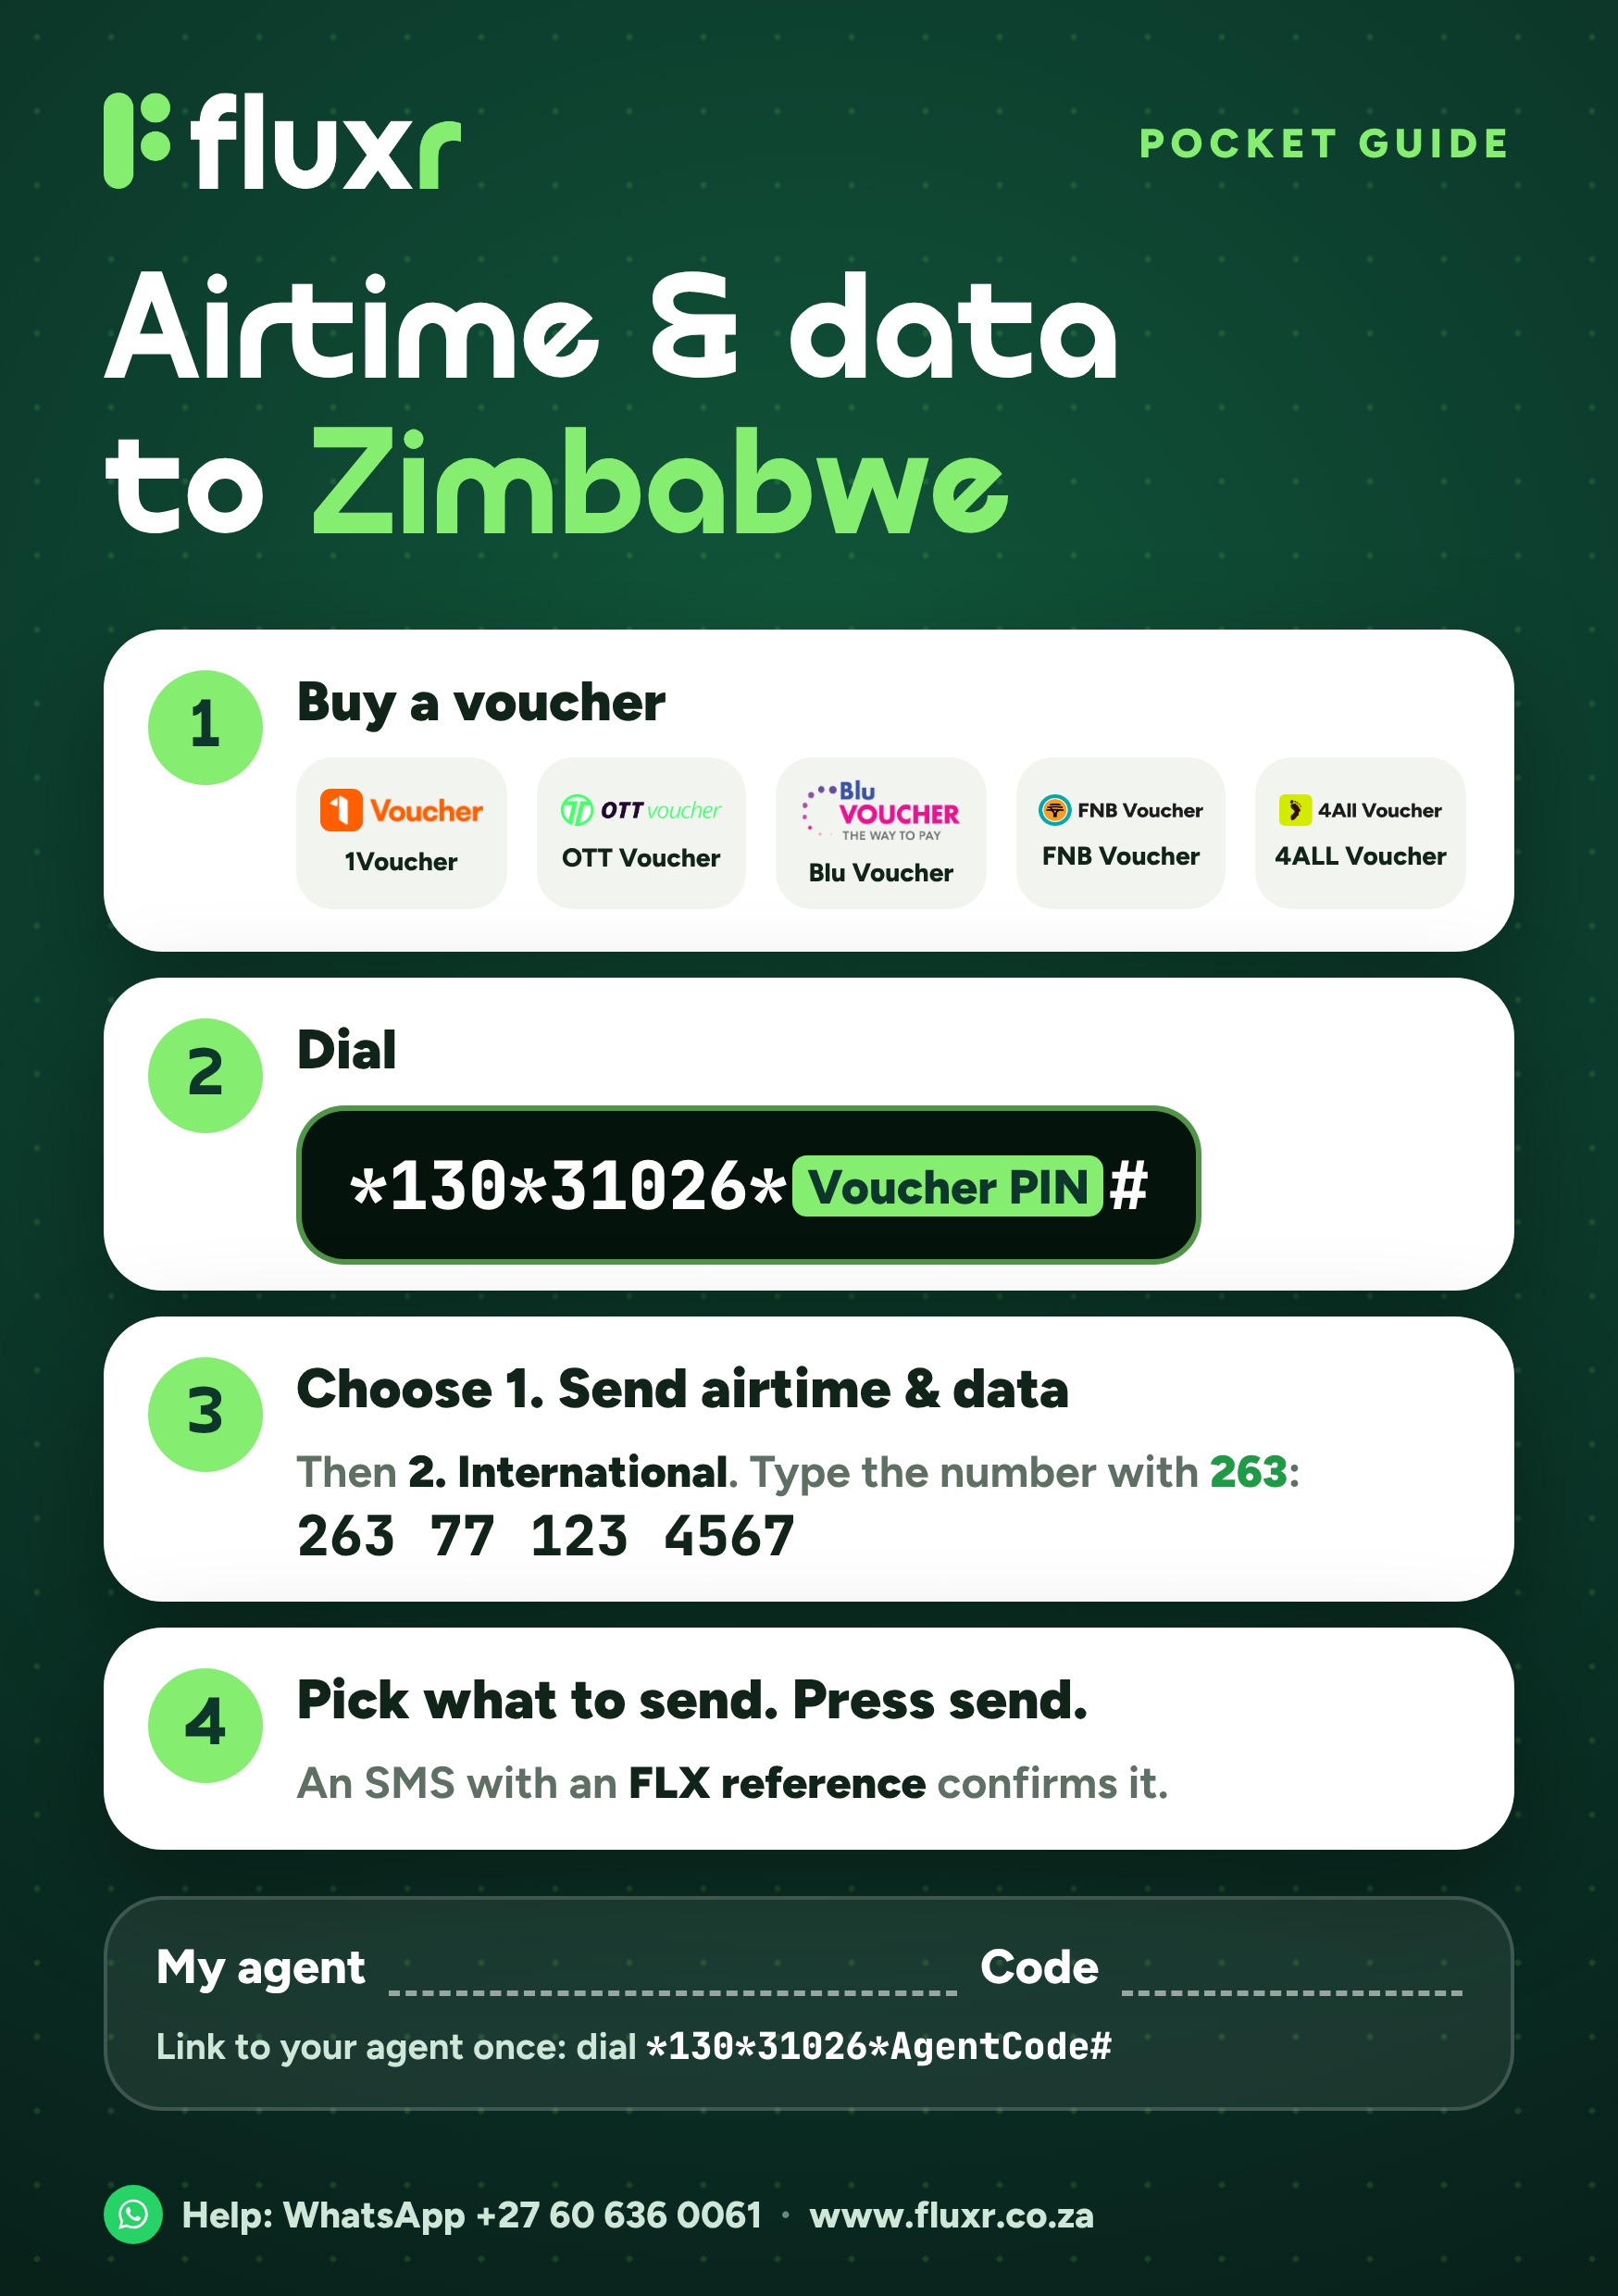 fluxr
POCKET GUIDE
Airtime & data
to Zimbabwe
1
Buy a voucher
1 Voucher
1Voucher
OTT voucher
OTT Voucher
Blu
VOUCHER
THE WAY TO PAY
Blu Voucher
FNB Voucher
FNB Voucher
4All Voucher
4ALL Voucher
2
Dial
*130*31026*Voucher PIN#
3
Choose 1. Send airtime & data
Then 2. International. Type the number with 263:
263 77 123 4567
4
Pick what to send. Press send.
An SMS with an FLX reference confirms it.
My agent Code
Link to your agent once: dial *130*31026*AgentCode#
Help: WhatsApp +27 60 636 0061 · www.fluxr.co.za